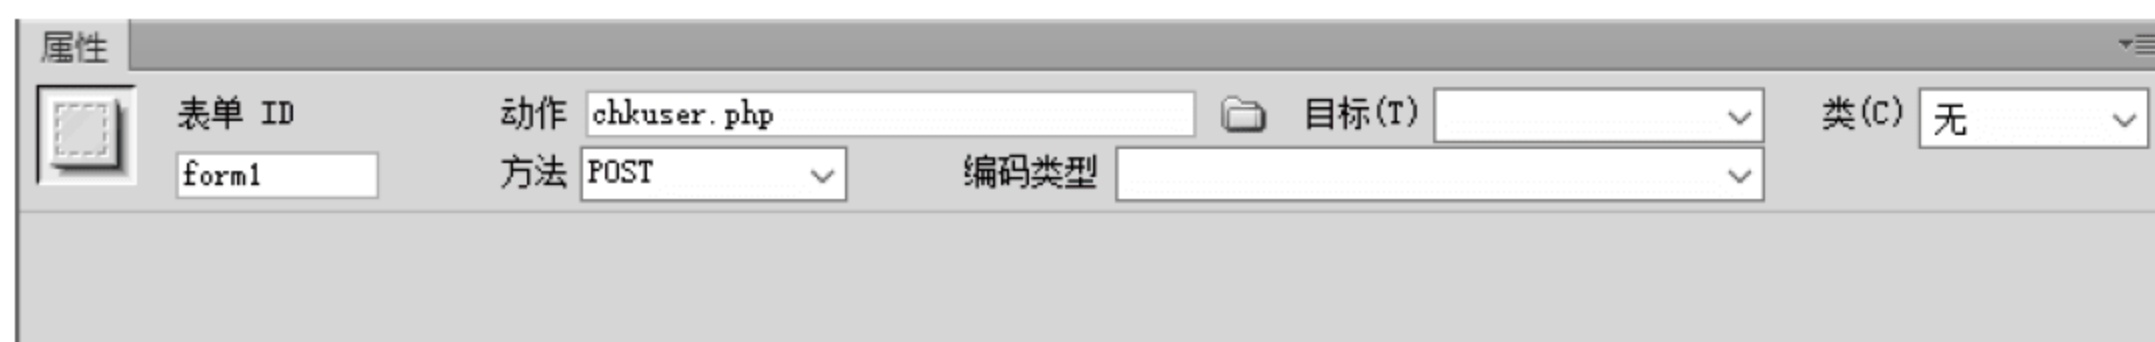 属性
表单 ID 动作 chkuser.php 目标(T) 类(C) 无
form1 方法 POST 编码类型